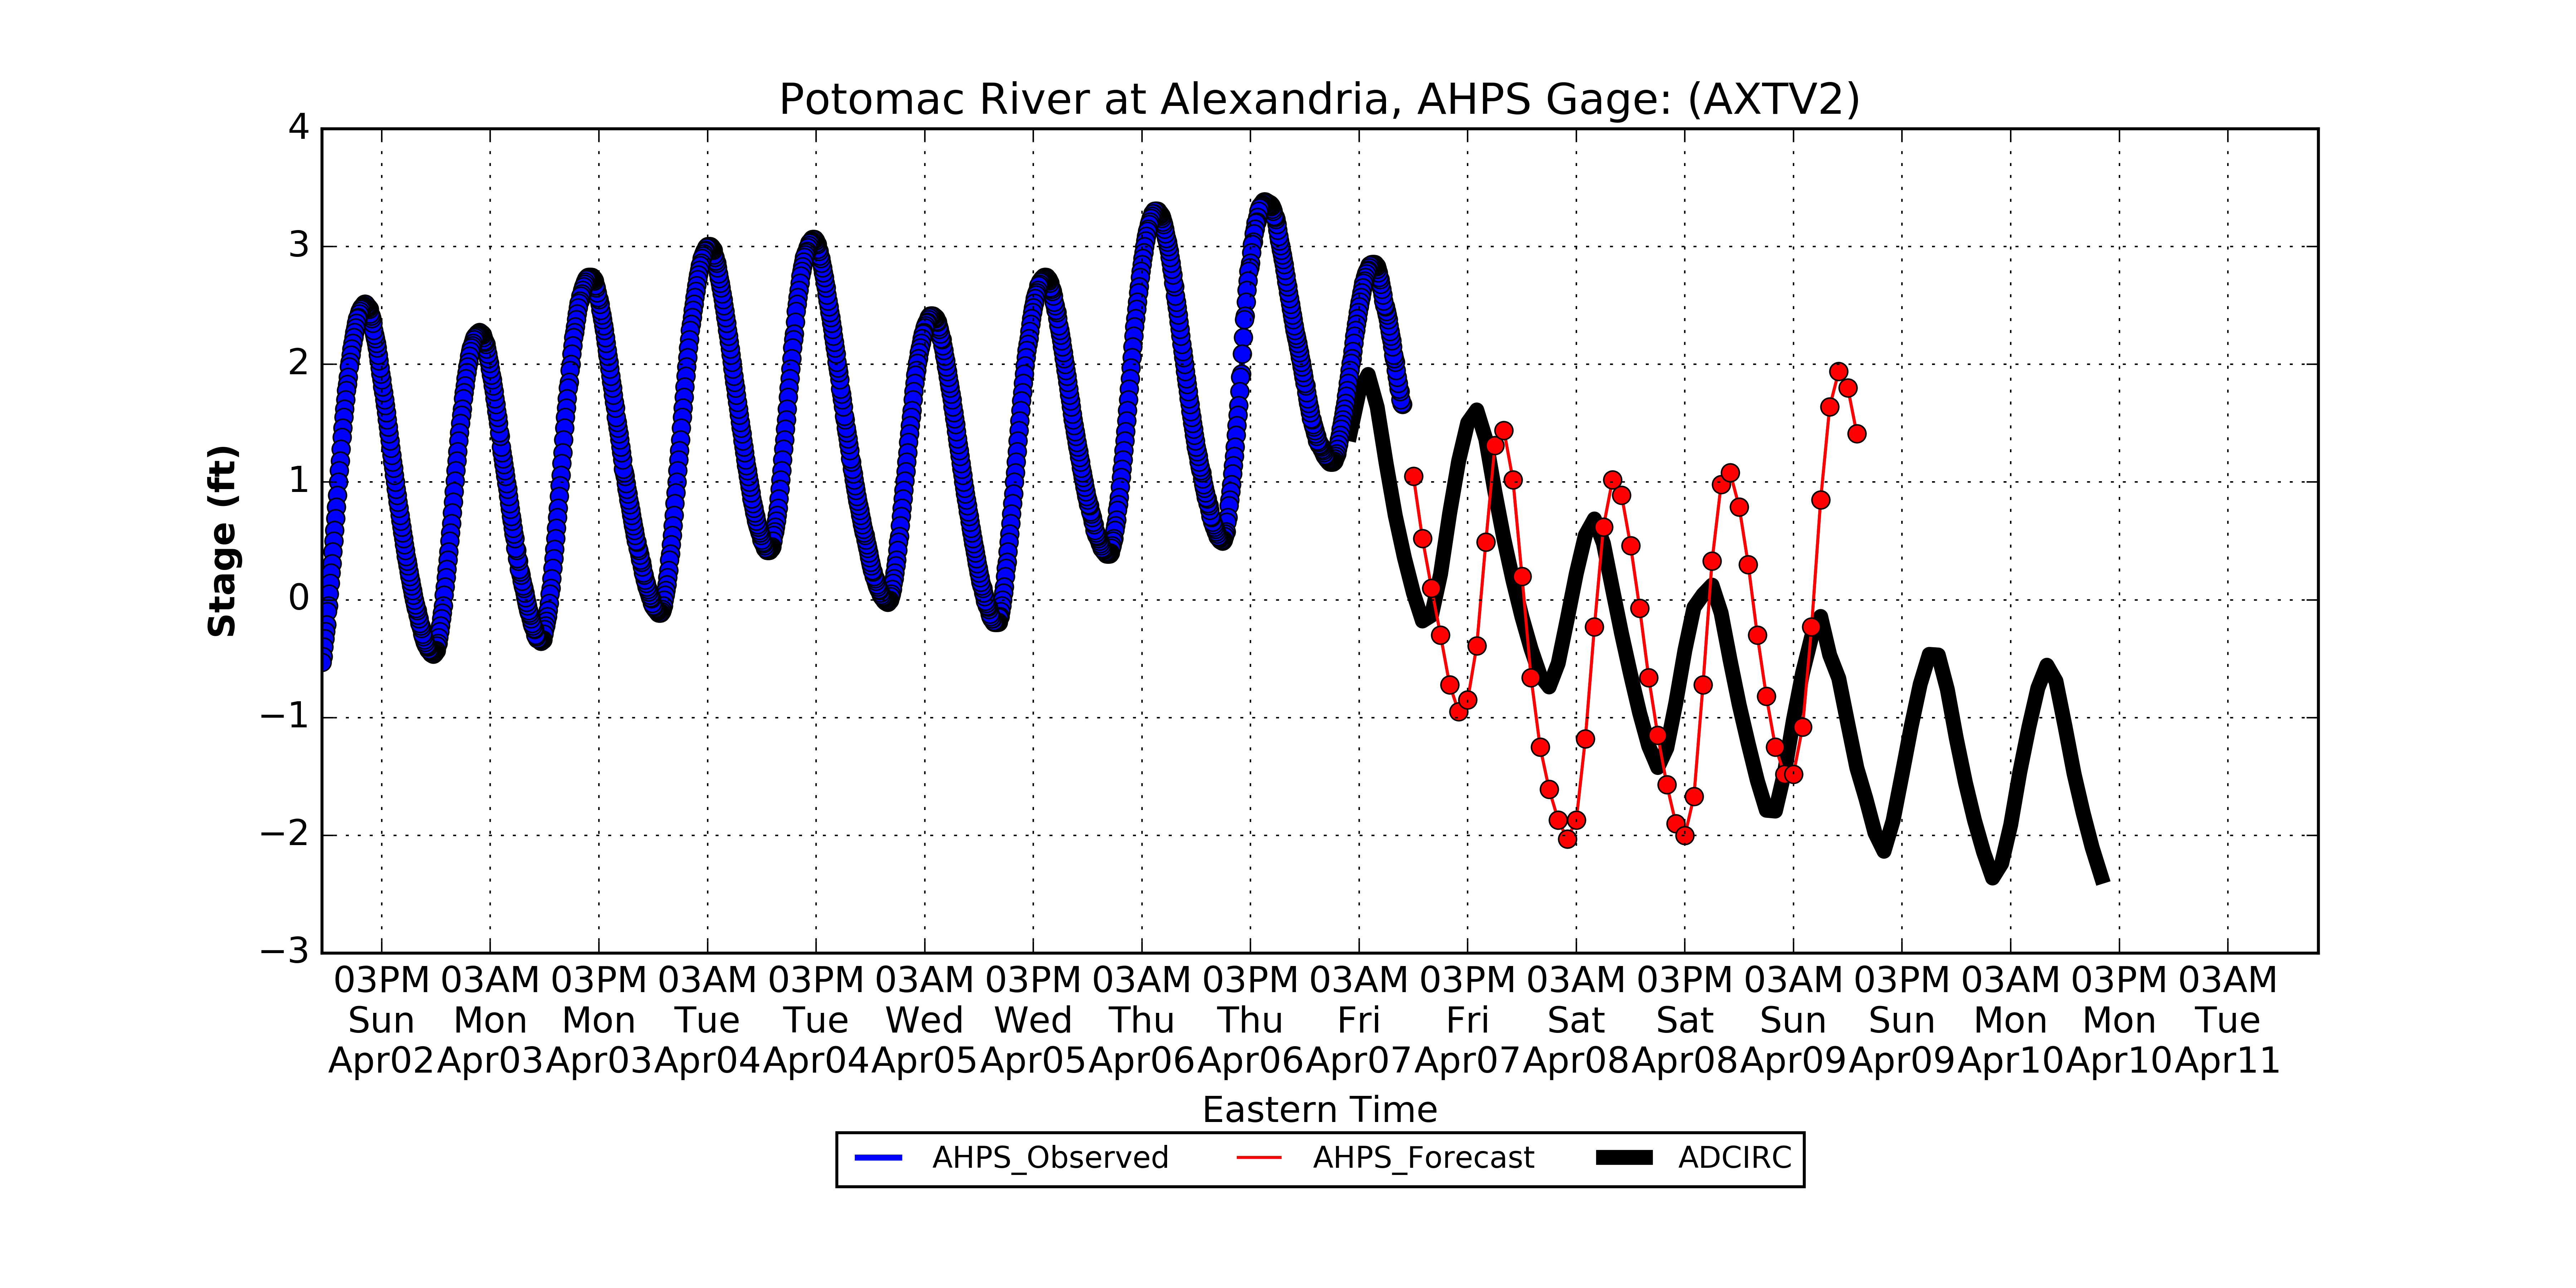 Potomac River at Alexandria, AHPS Gage: (AXTV2)
4
3
2
1
0
−1
−2
−3
Stage (ft)
03PM 03AM 03PM 03AM 03PM 03AM 03PM 03AM 03PM 03AM 03PM 03AM 03PM 03AM 03PM 03AM 03PM 03AM
Sun Mon Mon Tue Tue Wed Wed Thu Thu Fri Fri Sat Sat Sun Sun Mon Mon Tue
Apr02 Apr03 Apr03 Apr04 Apr04 Apr05 Apr05 Apr06 Apr06 Apr07 Apr07 Apr08 Apr08 Apr09 Apr09 Apr10 Apr10 Apr11
Eastern Time
AHPS_Observed AHPS_Forecast ADCIRC